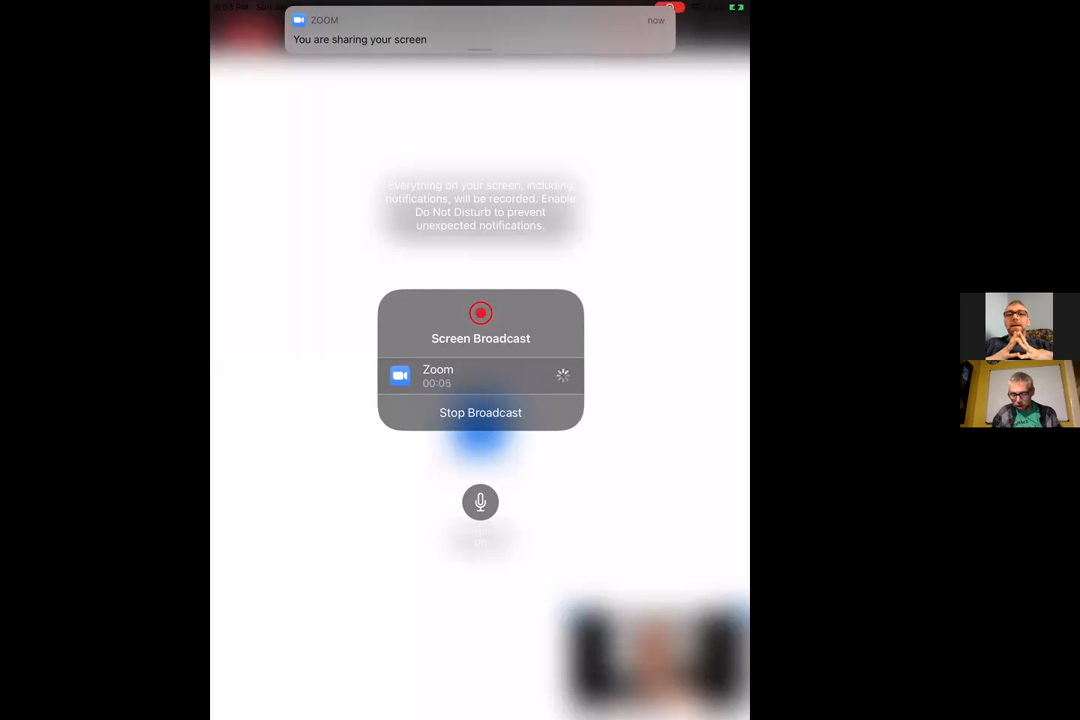 ZOOM
now
You are sharing your screen
Everything on your screen, including
notifications, will be recorded. Enable
Do Not Disturb to prevent
unexpected notifications.
Screen Broadcast
Zoom
00:05
Stop Broadcast